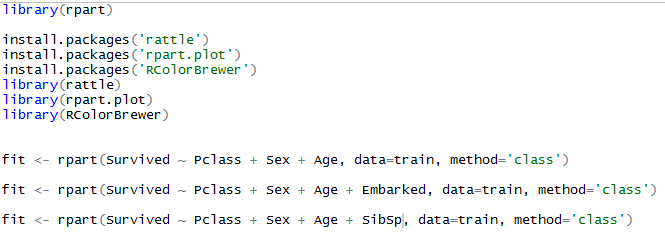 library(rpart)
install.packages('rattle')
install.packages('rpart.plot')
install.packages('RColorBrewer')
library(rattle)
library(rpart.plot)
library(RColorBrewer)
fit <- rpart(Survived ~ Pclass + Sex + Age, data=train, method='class')
fit <- rpart(Survived ~ Pclass + Sex + Age + Embarked, data=train, method='class')
fit <- rpart(Survived ~ Pclass + Sex + Age + SibSp, data=train, method='class')